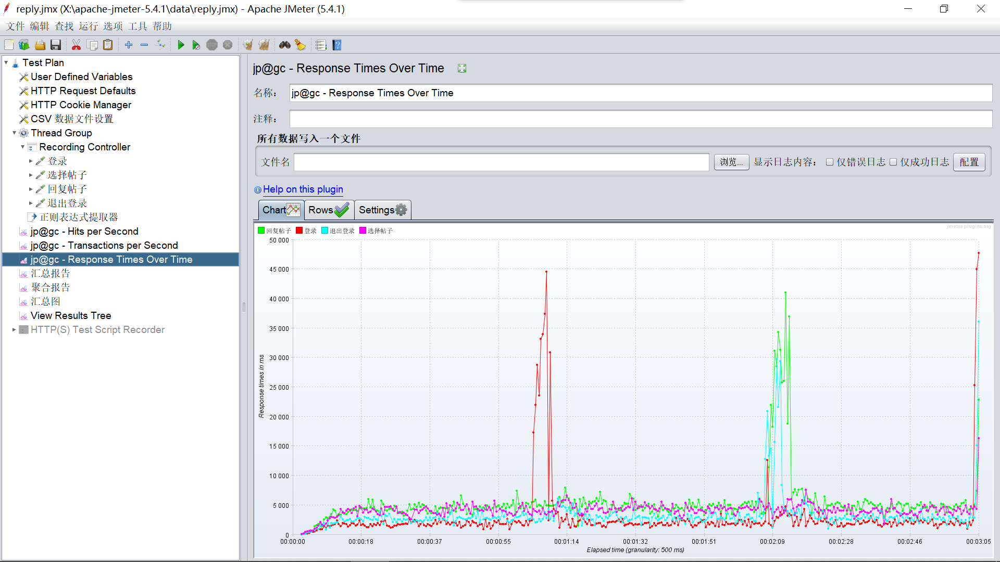 reply.jmx (X:\apache-jmeter-5.4.1\data\reply.jmx) - Apache JMeter (5.4.1)
文件 编辑 查找 运行 选项 工具 帮助
STOP
Test Plan
User Defined Variables
HTTP Request Defaults
HTTP Cookie Manager
CSV 数据文件设置
Thread Group
Recording Controller
登录
选择帖子
回复帖子
退出登录
正则表达式提取器
jp@gc - Hits per Second
jp@gc - Transactions per Second
jp@gc - Response Times Over Time
汇总报告
聚合报告
汇总图
View Results Tree
HTTP(S) Test Script Recorder
jp@gc - Response Times Over Time
名称： jp@gc - Response Times Over Time
注释：
所有数据写入一个文件
文件名 浏览... 显示日志内容： 仅错误日志 仅成功日志 配置
Help on this plugin
Chart Rows Settings
回复帖子 登录 退出登录 选择帖子
jmeter-plugins.org
50 000
45 000
40 000
35 000
30 000
25 000
20 000
15 000
10 000
5 000
0
Response times in ms
00:00:00 00:00:18 00:00:37 00:00:55 00:01:14 00:01:32 00:01:51 00:02:09 00:02:28 00:02:46 00:03:05
Elapsed time (granularity: 500 ms)